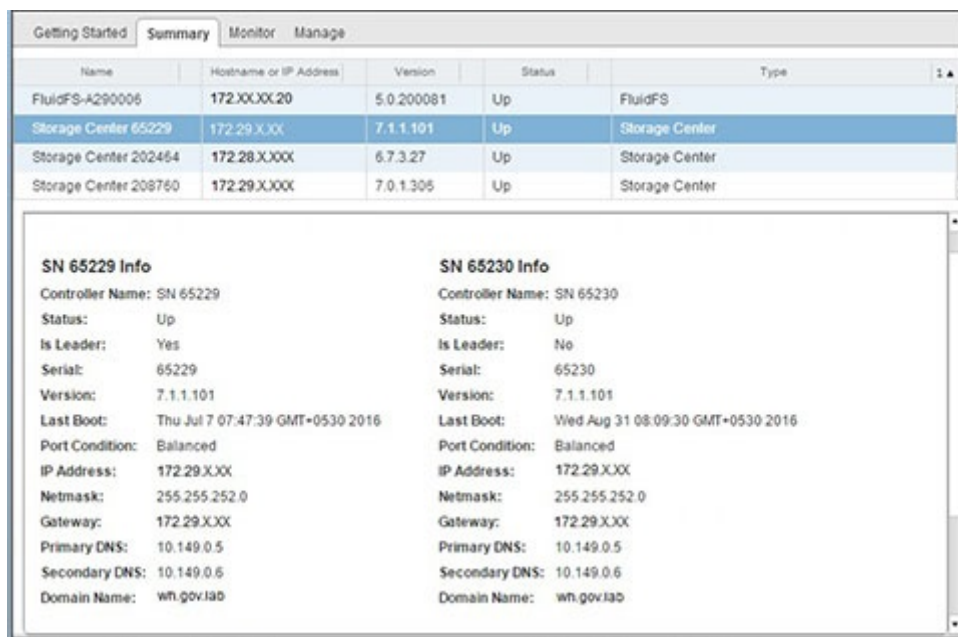 Getting Started Summary Monitor Manage
Name Hostname or IP Address Version Status Type 1▲
FluidFS-A290006 172.XX.XX.20 5.0.200081 Up FluidFS
Storage Center 65229 172.29.X.XX 7.1.1.101 Up Storage Center
Storage Center 202464 172.28.X.XXX 6.7.3.27 Up Storage Center
Storage Center 208760 172.29.X.XXX 7.0.1.306 Up Storage Center
SN 65229 Info SN 65230 Info
Controller Name: SN 65229 Controller Name: SN 65230
Status: Up Status: Up
Is Leader: Yes Is Leader: No
Serial: 65229 Serial: 65230
Version: 7.1.1.101 Version: 7.1.1.101
Last Boot: Thu Jul 7 07:47:39 GMT+0530 2016 Last Boot: Wed Aug 31 08:09:30 GMT+0530 2016
Port Condition: Balanced Port Condition: Balanced
IP Address: 172.29.X.XX IP Address: 172.29.X.XX
Netmask: 255.255.252.0 Netmask: 255.255.252.0
Gateway: 172.29.X.XX Gateway: 172.29.X.XX
Primary DNS: 10.149.0.5 Primary DNS: 10.149.0.5
Secondary DNS: 10.149.0.6 Secondary DNS: 10.149.0.6
Domain Name: wh.gov.lab Domain Name: wh.gov.lab